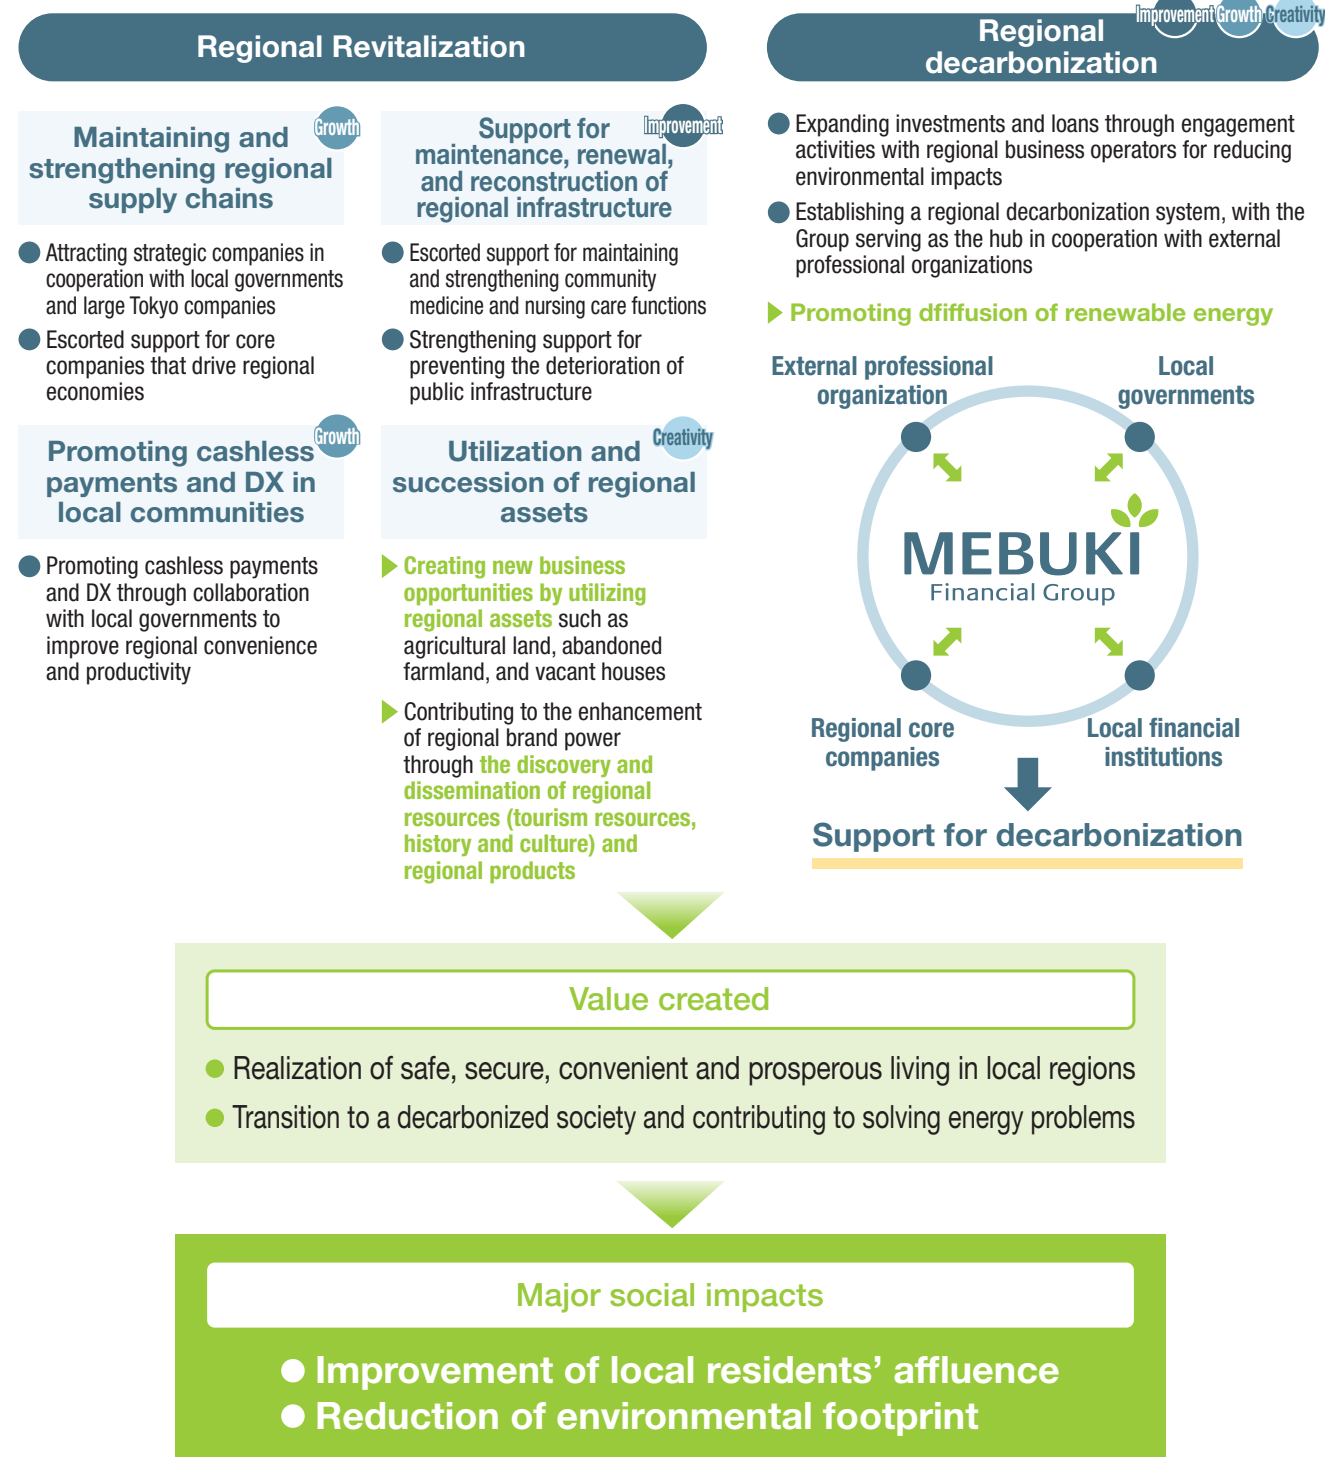 Regional Revitalization
Maintaining and
strengthening regional
supply chains
Growth
Attracting strategic companies in
cooperation with local governments
and large Tokyo companies
Escorted support for core
companies that drive regional
economies
Support for
maintenance, renewal,
and reconstruction of
regional infrastructure
Improvement
Escorted support for maintaining
and strengthening community
medicine and nursing care functions
Strengthening support for
preventing the deterioration of
public infrastructure
Promoting cashless
payments and DX in
local communities
Growth
Promoting cashless payments
and DX through collaboration
with local governments to
improve regional convenience
and productivity
Utilization and
succession of regional
assets
Creativity
Creating new business
opportunities by utilizing
regional assets such as
agricultural land, abandoned
farmland, and vacant houses
Contributing to the enhancement
of regional brand power
through the discovery and
dissemination of regional
resources (tourism resources,
history and culture) and
regional products
Regional
decarbonization
Improvement Growth Creativity
Expanding investments and loans through engagement
activities with regional business operators for reducing
environmental impacts
Establishing a regional decarbonization system, with the
Group serving as the hub in cooperation with external
professional organizations
Promoting dfiffusion of renewable energy
External professional
organization
Local
governments
MEBUKI
Financial Group
Regional core
companies
Local financial
institutions
Support for decarbonization
Value created
Realization of safe, secure, convenient and prosperous living in local regions
Transition to a decarbonized society and contributing to solving energy problems
Major social impacts
Improvement of local residents’ affluence
Reduction of environmental footprint